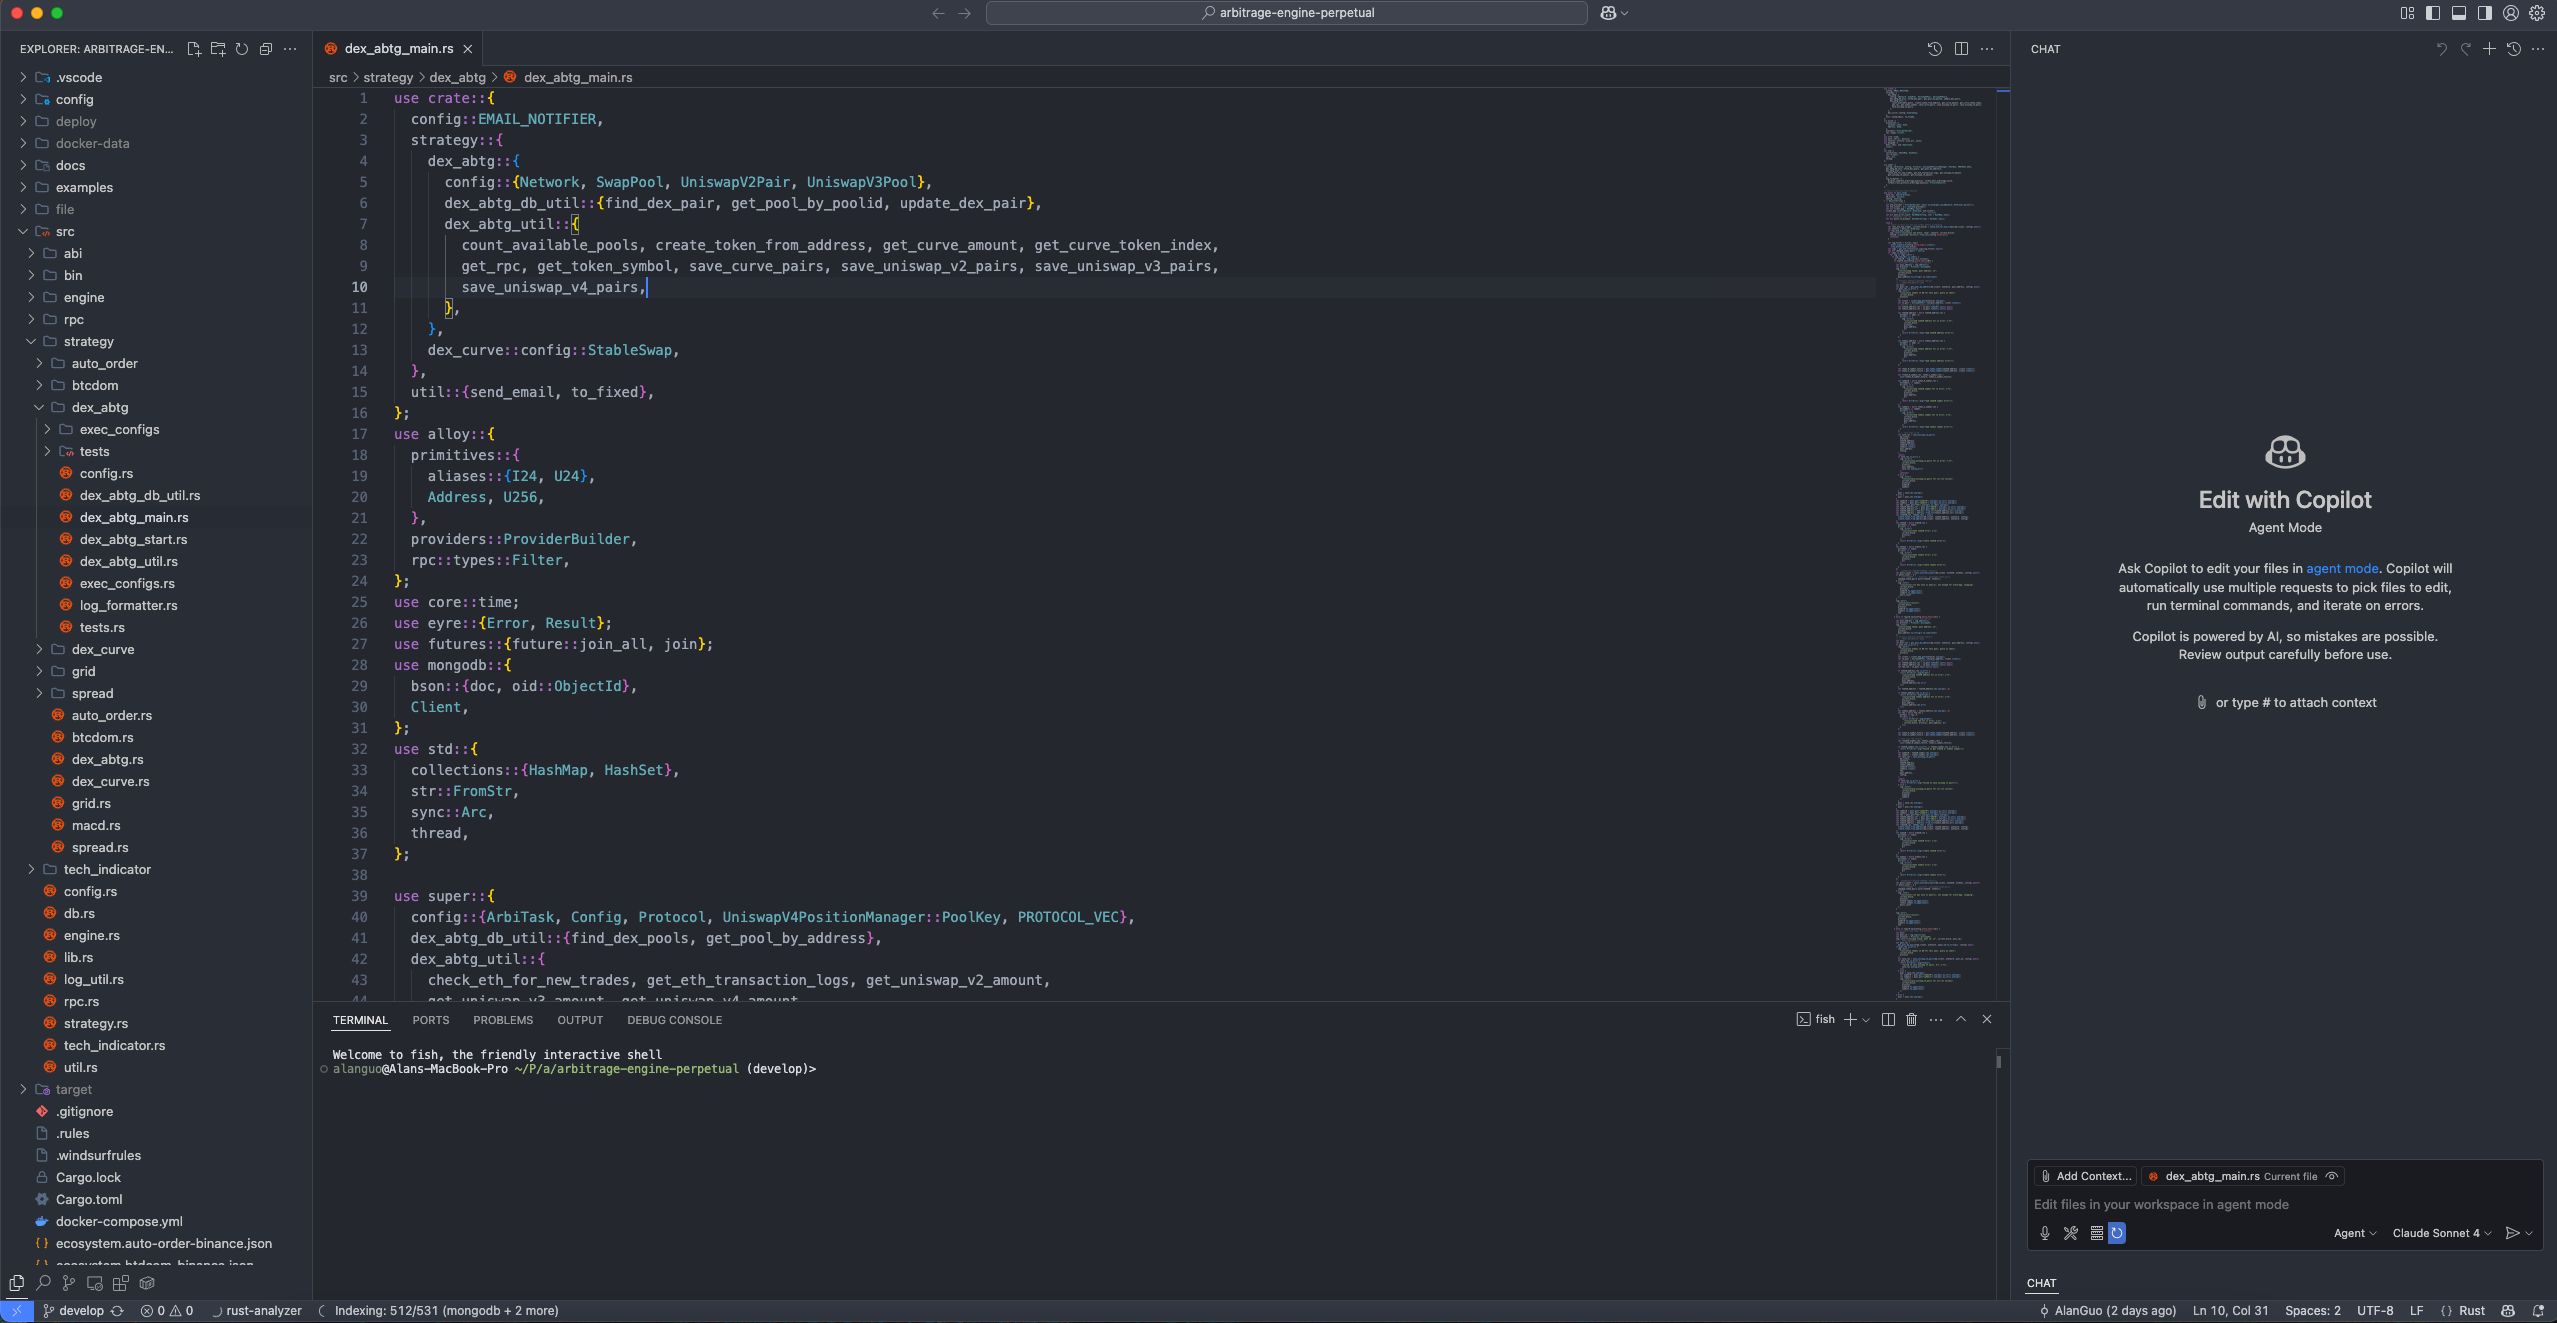 arbitrage-engine-perpetual
EXPLORER: ARBITRAGE-EN...
.vscode
config
deploy
docker-data
docs
examples
file
src
abi
bin
engine
rpc
strategy
auto_order
btcdom
dex_abtg
exec_configs
tests
config.rs
dex_abtg_db_util.rs
dex_abtg_main.rs
dex_abtg_start.rs
dex_abtg_util.rs
exec_configs.rs
log_formatter.rs
tests.rs
dex_curve
grid
spread
auto_order.rs
btcdom.rs
dex_abtg.rs
dex_curve.rs
grid.rs
macd.rs
spread.rs
tech_indicator
config.rs
db.rs
engine.rs
lib.rs
log_util.rs
rpc.rs
strategy.rs
tech_indicator.rs
util.rs
target
.gitignore
.rules
.windsurfrules
Cargo.lock
Cargo.toml
docker-compose.yml
ecosystem.auto-order-binance.json
ecosystem.btcdom-binance.json
dex_abtg_main.rs
src > strategy > dex_abtg > dex_abtg_main.rs
1 use crate::{
2 config::EMAIL_NOTIFIER,
3 strategy::{
4 dex_abtg::{
5 config::{Network, SwapPool, UniswapV2Pair, UniswapV3Pool},
6 dex_abtg_db_util::{find_dex_pair, get_pool_by_poolid, update_dex_pair},
7 dex_abtg_util::{
8 count_available_pools, create_token_from_address, get_curve_amount, get_curve_token_index,
9 get_rpc, get_token_symbol, save_curve_pairs, save_uniswap_v2_pairs, save_uniswap_v3_pairs,
10 save_uniswap_v4_pairs,
11 },
12 },
13 dex_curve::config::StableSwap,
14 },
15 util::{send_email, to_fixed},
16 };
17 use alloy::{
18 primitives::{
19 aliases::{I24, U24},
20 Address, U256,
21 },
22 providers::ProviderBuilder,
23 rpc::types::Filter,
24 };
25 use core::time;
26 use eyre::{Error, Result};
27 use futures::{future::join_all, join};
28 use mongodb::{
29 bson::{doc, oid::ObjectId},
30 Client,
31 };
32 use std::{
33 collections::{HashMap, HashSet},
34 str::FromStr,
35 sync::Arc,
36 thread,
37 };
38
39 use super::{
40 config::{ArbiTask, Config, Protocol, UniswapV4PositionManager::PoolKey, PROTOCOL_VEC},
41 dex_abtg_db_util::{find_dex_pools, get_pool_by_address},
42 dex_abtg_util::{
43 check_eth_for_new_trades, get_eth_transaction_logs, get_uniswap_v2_amount,
44 get_uniswap_v3_amount, get_uniswap_v4_amount,
TERMINAL PORTS PROBLEMS OUTPUT DEBUG CONSOLE
fish
Welcome to fish, the friendly interactive shell
alanguo@Alans-MacBook-Pro ~/P/a/arbitrage-engine-perpetual (develop)>
CHAT
Edit with Copilot
Agent Mode
Ask Copilot to edit your files in agent mode. Copilot will
automatically use multiple requests to pick files to edit,
run terminal commands, and iterate on errors.
Copilot is powered by AI, so mistakes are possible.
Review output carefully before use.
or type # to attach context
Add Context... dex_abtg_main.rs Current file
Edit files in your workspace in agent mode
Agent Claude Sonnet 4
CHAT
develop 0 0 rust-analyzer Indexing: 512/531 (mongodb + 2 more)
AlanGuo (2 days ago) Ln 10, Col 31 Spaces: 2 UTF-8 LF {} Rust